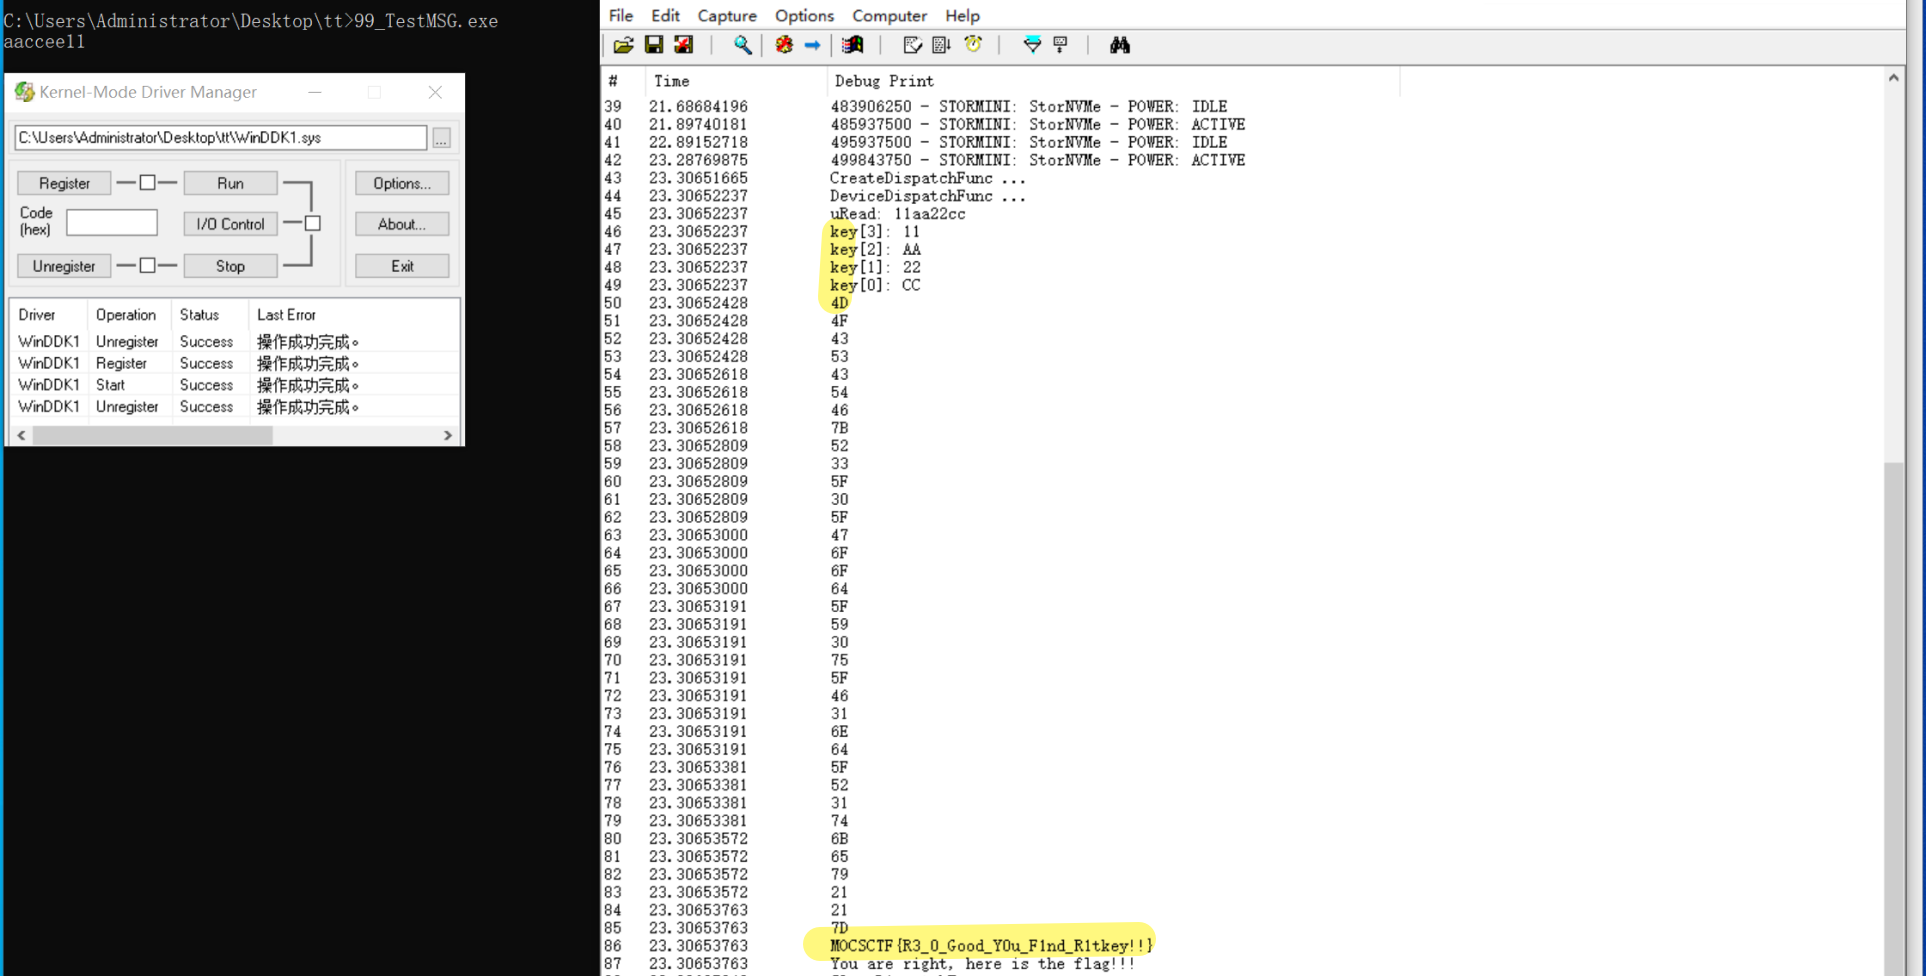 C:\Users\Administrator\Desktop\tt>99_TestMSG.exe
aacceell
Kernel-Mode Driver Manager
C:\Users\Administrator\Desktop\tt\WinDDK1.sys
...
Register
Run
Options...
Code
(hex)
I/O Control
About...
Unregister
Stop
Exit
Driver Operation Status Last Error
WinDDK1 Unregister Success 操作成功完成。
WinDDK1 Register Success 操作成功完成。
WinDDK1 Start Success 操作成功完成。
WinDDK1 Unregister Success 操作成功完成。
File Edit Capture Options Computer Help
# Time Debug Print
39 21.68684196 483906250 - STORMINI: StorNVMe - POWER: IDLE
40 21.89740181 485937500 - STORMINI: StorNVMe - POWER: ACTIVE
41 22.89152718 495937500 - STORMINI: StorNVMe - POWER: IDLE
42 23.28769875 499843750 - STORMINI: StorNVMe - POWER: ACTIVE
43 23.30651665 CreateDispatchFunc ...
44 23.30652237 DeviceDispatchFunc ...
45 23.30652237 uRead: 11aa22cc
46 23.30652237 key[3]: 11
47 23.30652237 key[2]: AA
48 23.30652237 key[1]: 22
49 23.30652237 key[0]: CC
50 23.30652428 4D
51 23.30652428 4F
52 23.30652428 43
53 23.30652428 53
54 23.30652618 43
55 23.30652618 54
56 23.30652618 46
57 23.30652618 7B
58 23.30652809 52
59 23.30652809 33
60 23.30652809 5F
61 23.30652809 30
62 23.30652809 5F
63 23.30653000 47
64 23.30653000 6F
65 23.30653000 6F
66 23.30653000 64
67 23.30653191 5F
68 23.30653191 59
69 23.30653191 30
70 23.30653191 75
71 23.30653191 5F
72 23.30653191 46
73 23.30653191 31
74 23.30653191 6E
75 23.30653191 64
76 23.30653381 5F
77 23.30653381 52
78 23.30653381 31
79 23.30653381 74
80 23.30653572 6B
81 23.30653572 65
82 23.30653572 79
83 23.30653572 21
84 23.30653763 21
85 23.30653763 7D
86 23.30653763 MOCSCTF{R3_0_Good_Y0u_F1nd_R1tkey!!}
87 23.30653763 You are right, here is the flag!!!